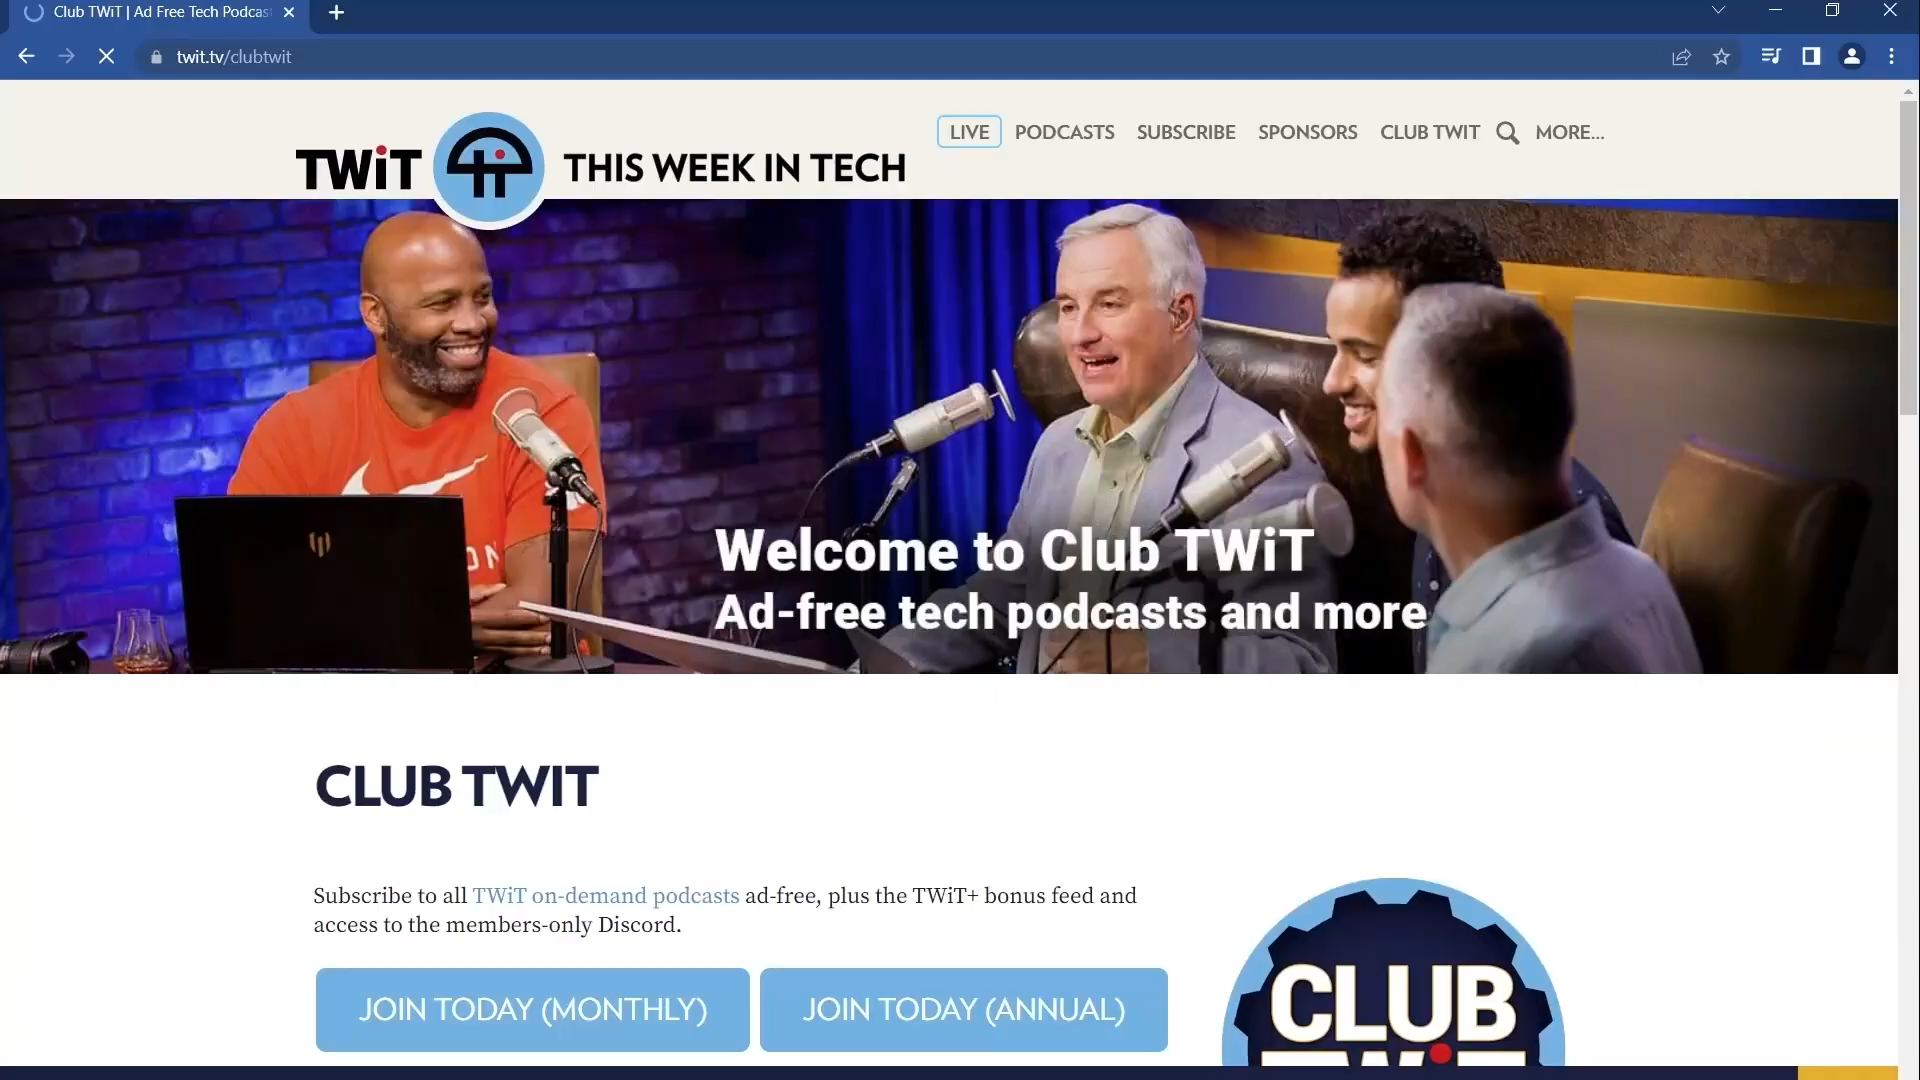 Club TWiT | Ad Free Tech Podcas
twit.tv/clubtwit
TWiT
THIS WEEK IN TECH
LIVE PODCASTS SUBSCRIBE SPONSORS CLUB TWIT MORE...
Welcome to Club TWiT
Ad-free tech podcasts and more
CLUB TWIT
Subscribe to all TWiT on-demand podcasts ad-free, plus the TWiT+ bonus feed and
access to the members-only Discord.
JOIN TODAY (MONTHLY) JOIN TODAY (ANNUAL)
CLUB
TWiT